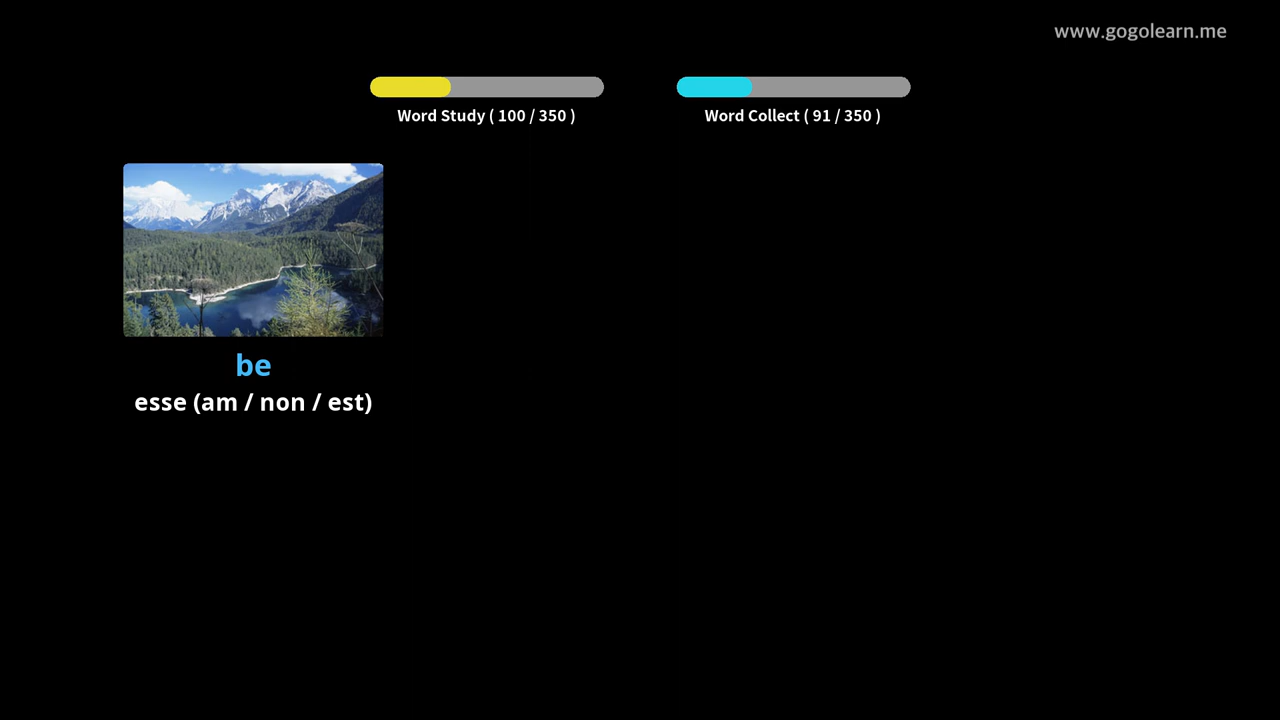 www.gogolearn.me
Word Study ( 100 / 350 )
Word Collect ( 91 / 350 )
be
esse (am / non / est)